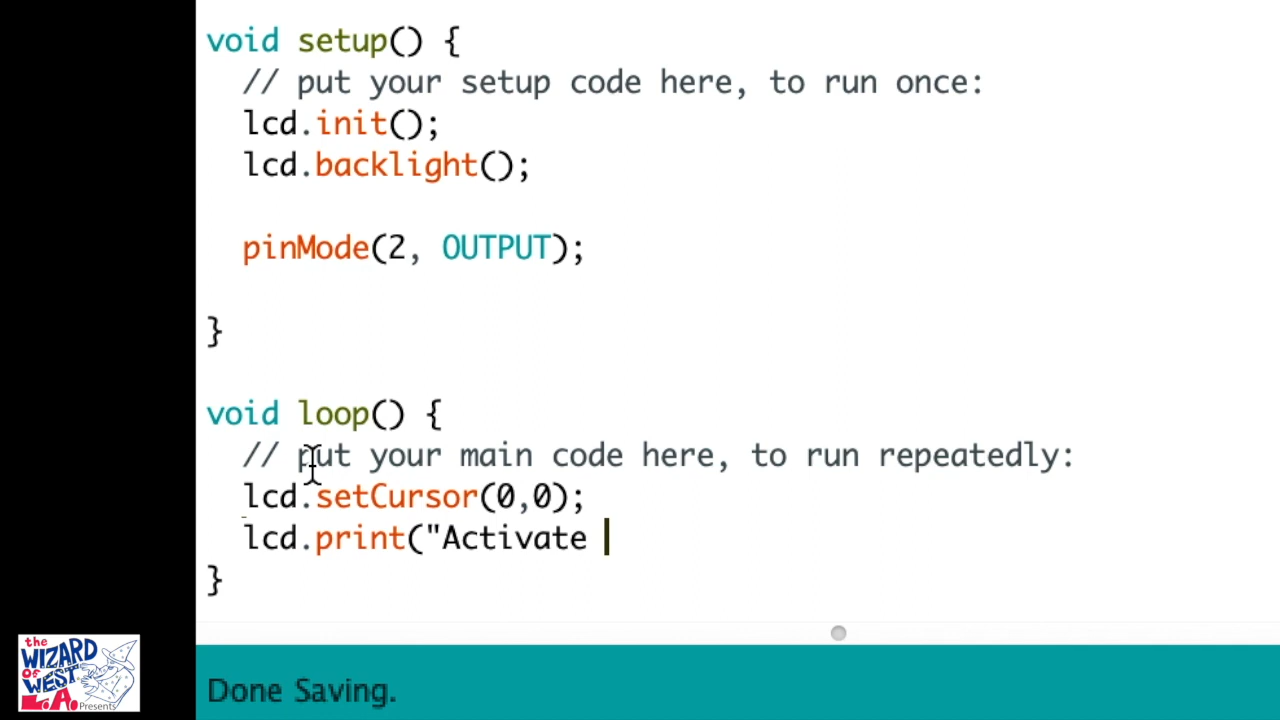 void setup() {
// put your setup code here, to run once:
lcd.init();
lcd.backlight();
pinMode(2, OUTPUT);
}
void loop() {
// put your main code here, to run repeatedly:
lcd.setCursor(0,0);
lcd.print("Activate
}
Done Saving.
the
WIZARD
OF
WEST
L.A.
Presents